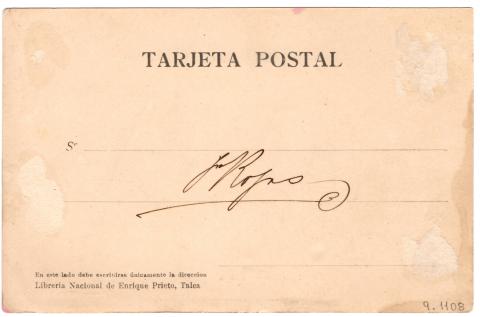 TARJETA POSTAL
Sr
Rojas
En este lado debe escribirse únicamente la direccion
Librería Nacional de Enrique Prieto, Talca
9.1108